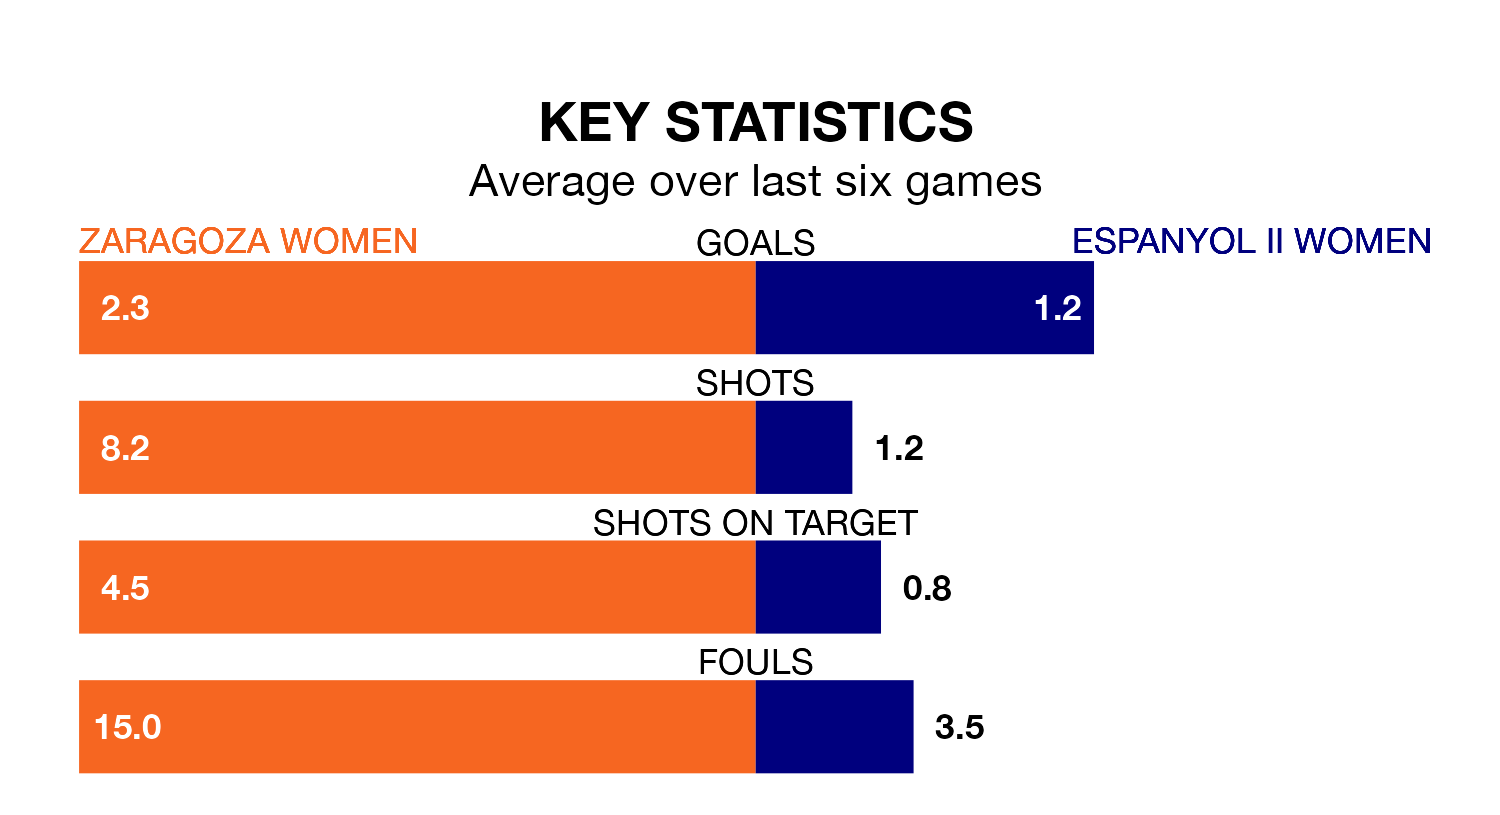 KEY STATISTICS
Average over last six games
ZARAGOZA WOMEN GOALS ESPANYOL II WOMEN
2.3 1.2
SHOTS
8.2 1.2
SHOTS ON TARGET
4.5 0.8
FOULS
15.0 3.5